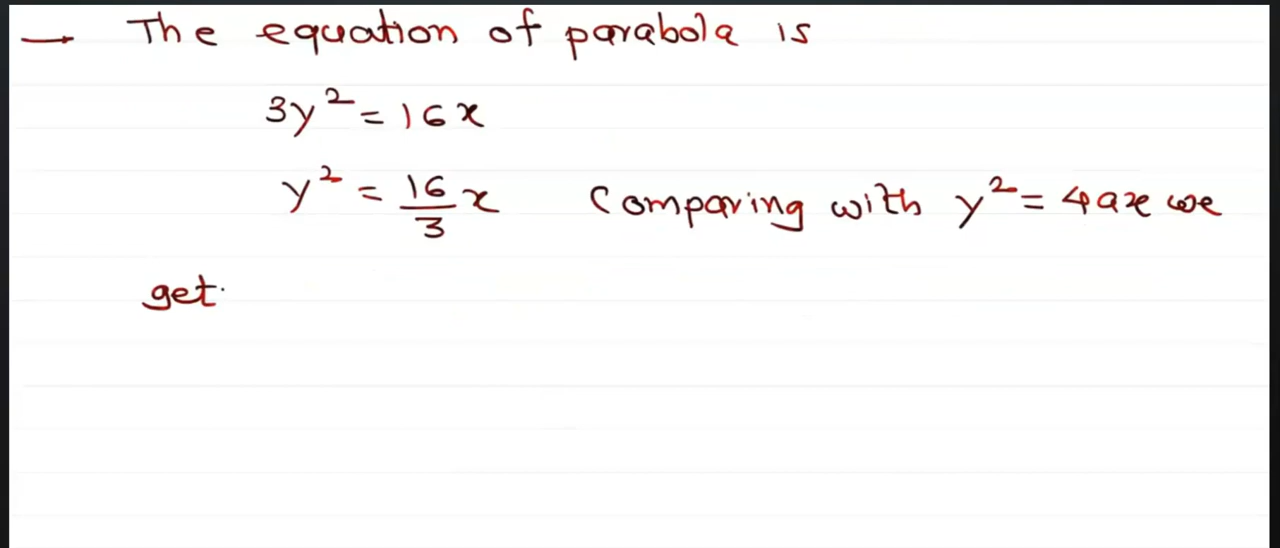 → The equation of parabola is
3y² = 16x
y² = 16/3 x Comparing with y² = 4ax we
get